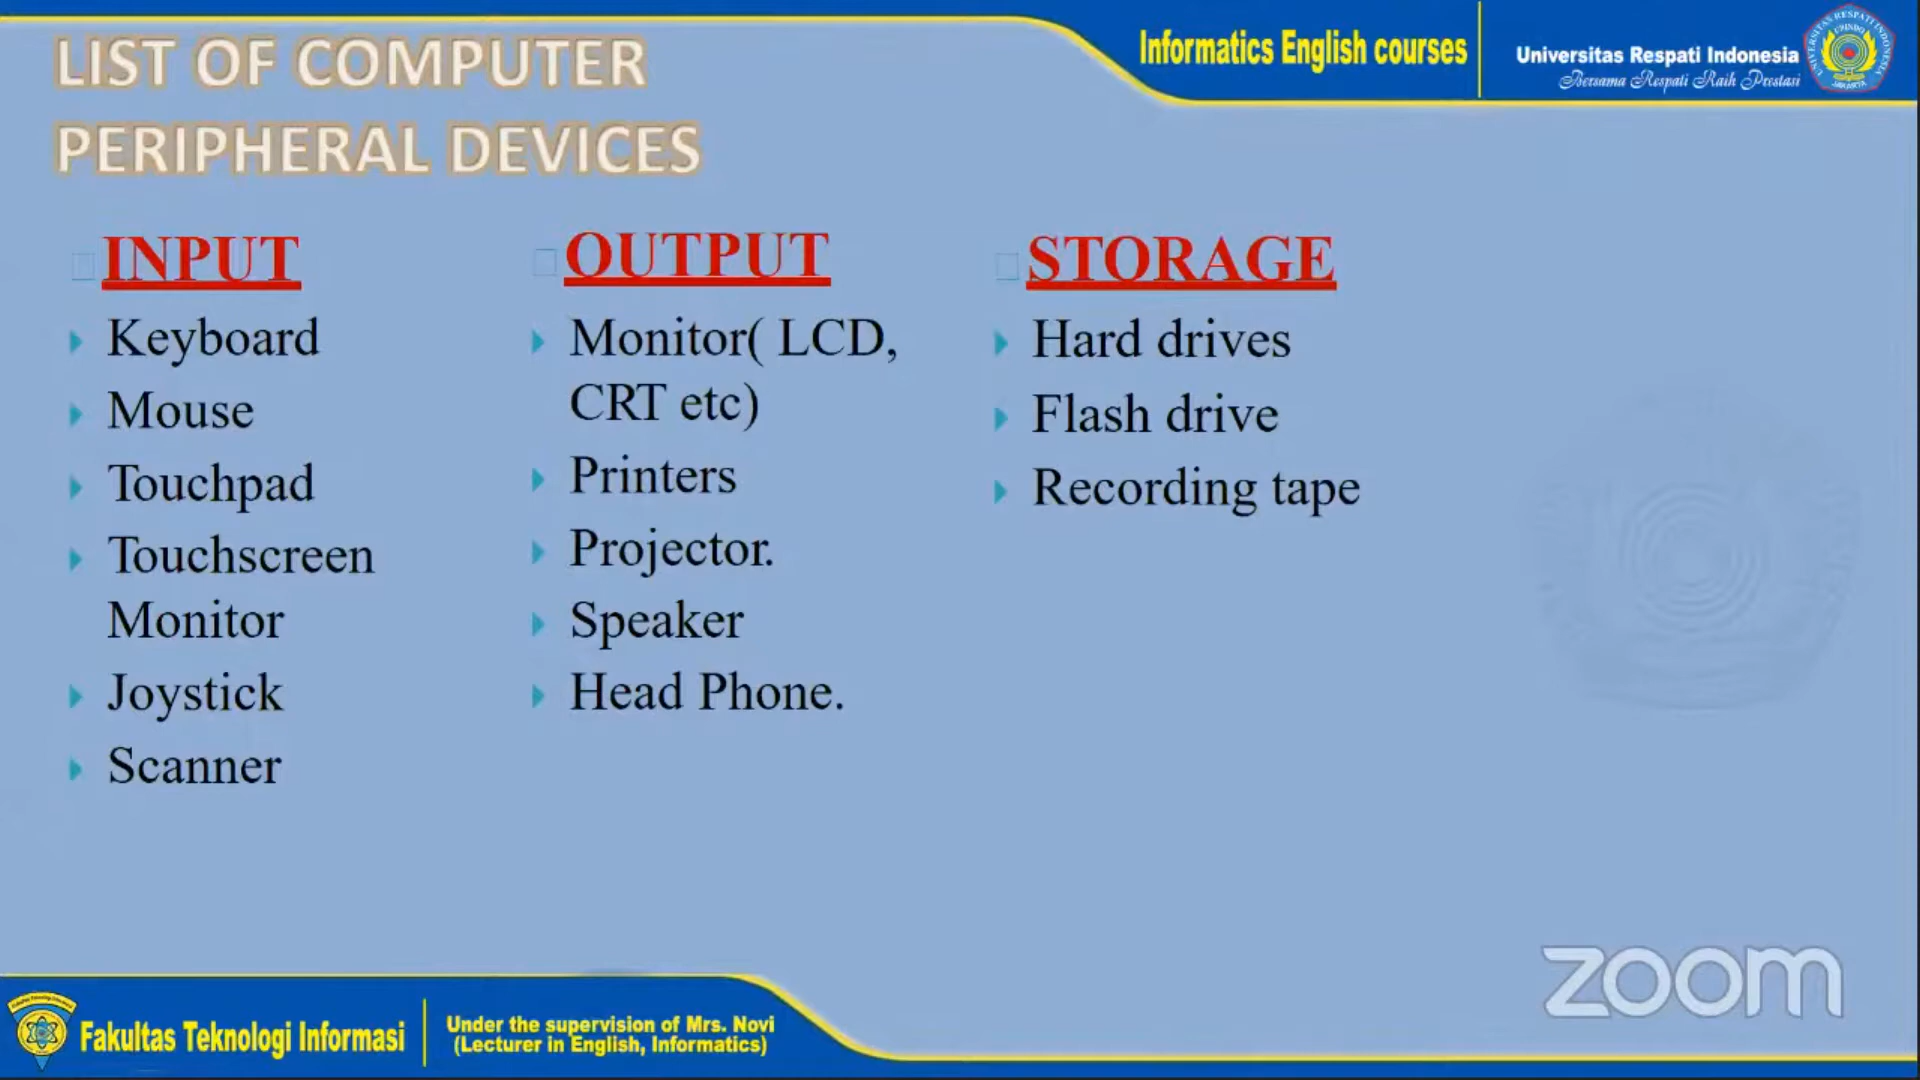 LIST OF COMPUTER
PERIPHERAL DEVICES
Informatics English courses
Universitas Respati Indonesia
Bersama Respati Raih Prestasi
INPUT
Keyboard
Mouse
Touchpad
Touchscreen
Monitor
Joystick
Scanner
OUTPUT
Monitor( LCD,
CRT etc)
Printers
Projector.
Speaker
Head Phone.
STORAGE
Hard drives
Flash drive
Recording tape
zoom
Fakultas Teknologi Informasi
Under the supervision of Mrs. Novi
(Lecturer in English, Informatics)